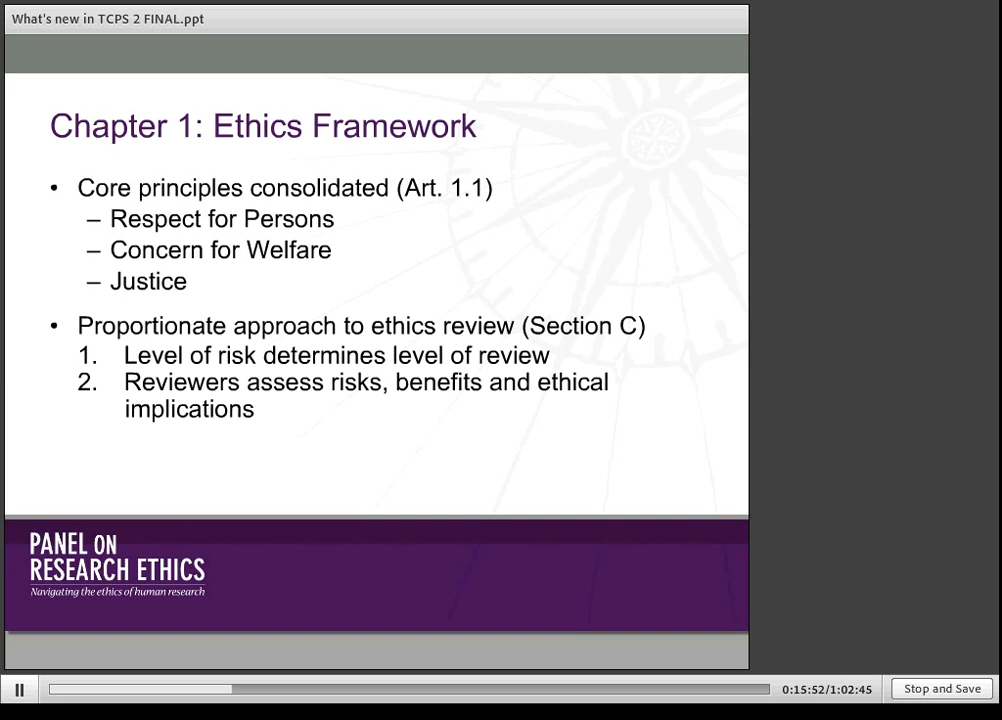 What's new in TCPS 2 FINAL.ppt
Chapter 1: Ethics Framework
• Core principles consolidated (Art. 1.1)
– Respect for Persons
– Concern for Welfare
– Justice
• Proportionate approach to ethics review (Section C)
1. Level of risk determines level of review
2. Reviewers assess risks, benefits and ethical
implications
PANEL ON
RESEARCH ETHICS
Navigating the ethics of human research
0:15:52/1:02:45
Stop and Save